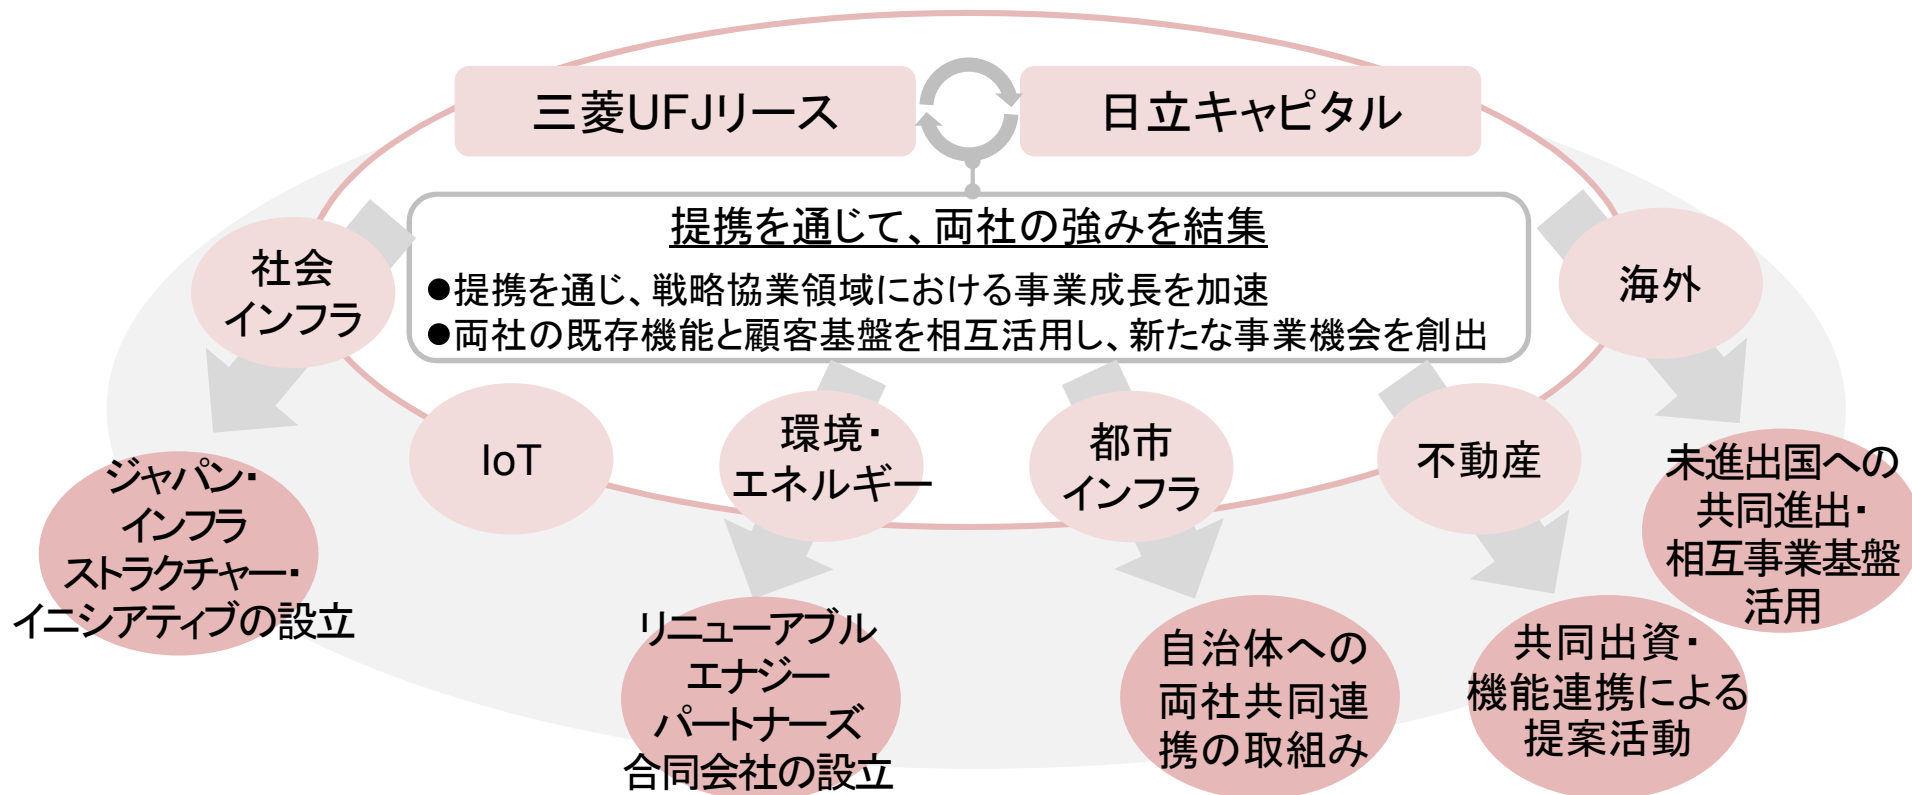 三菱UFJリース
日立キャピタル
提携を通じて、両社の強みを結集
●提携を通じ、戦略協業領域における事業成長を加速
●両社の既存機能と顧客基盤を相互活用し、新たな事業機会を創出
社会
インフラ
海外
IoT
環境・
エネルギー
都市
インフラ
不動産
ジャパン・
インフラ
ストラクチャー・
イニシアティブの設立
リニューアブル
エナジー
パートナーズ
合同会社の設立
自治体への
両社共同連
携の取組み
共同出資・
機能連携による
提案活動
未進出国への
共同進出・
相互事業基盤
活用